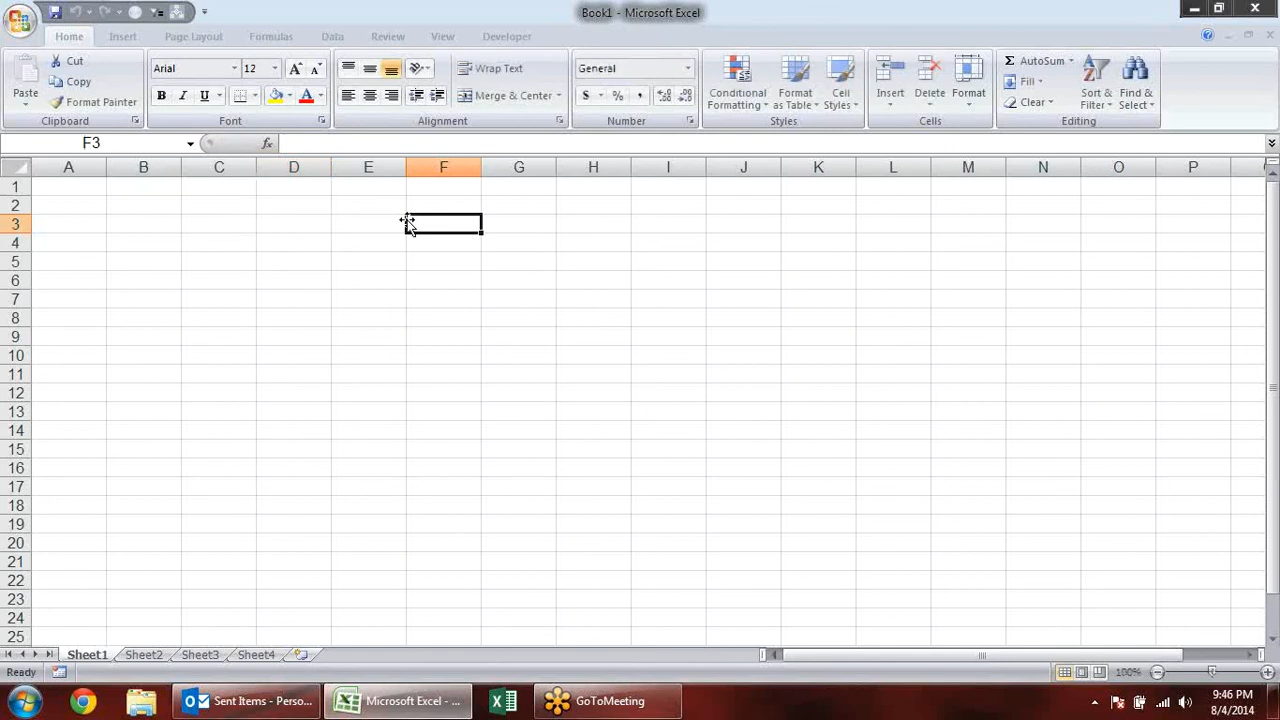 Book1 - Microsoft Excel
Home Insert Page Layout Formulas Data Review View Developer
Paste
Cut
Copy
Format Painter
Clipboard
Arial 12
B I U A
Font
Wrap Text
Merge & Center
Alignment
General
$ % ,
Number
Conditional Formatting
Format as Table
Cell Styles
Styles
Insert Delete Format
Cells
Σ AutoSum
Fill
Clear
Sort & Filter
Find & Select
Editing
F3 fx
A B C D E F G H I J K L M N O P
1
2
3
4
5
6
7
8
9
10
11
12
13
14
15
16
17
18
19
20
21
22
23
24
25
Sheet1 Sheet2 Sheet3 Sheet4
Ready 100%
Sent Items - Perso...
Microsoft Excel - ...
GoToMeeting
9:46 PM
8/4/2014